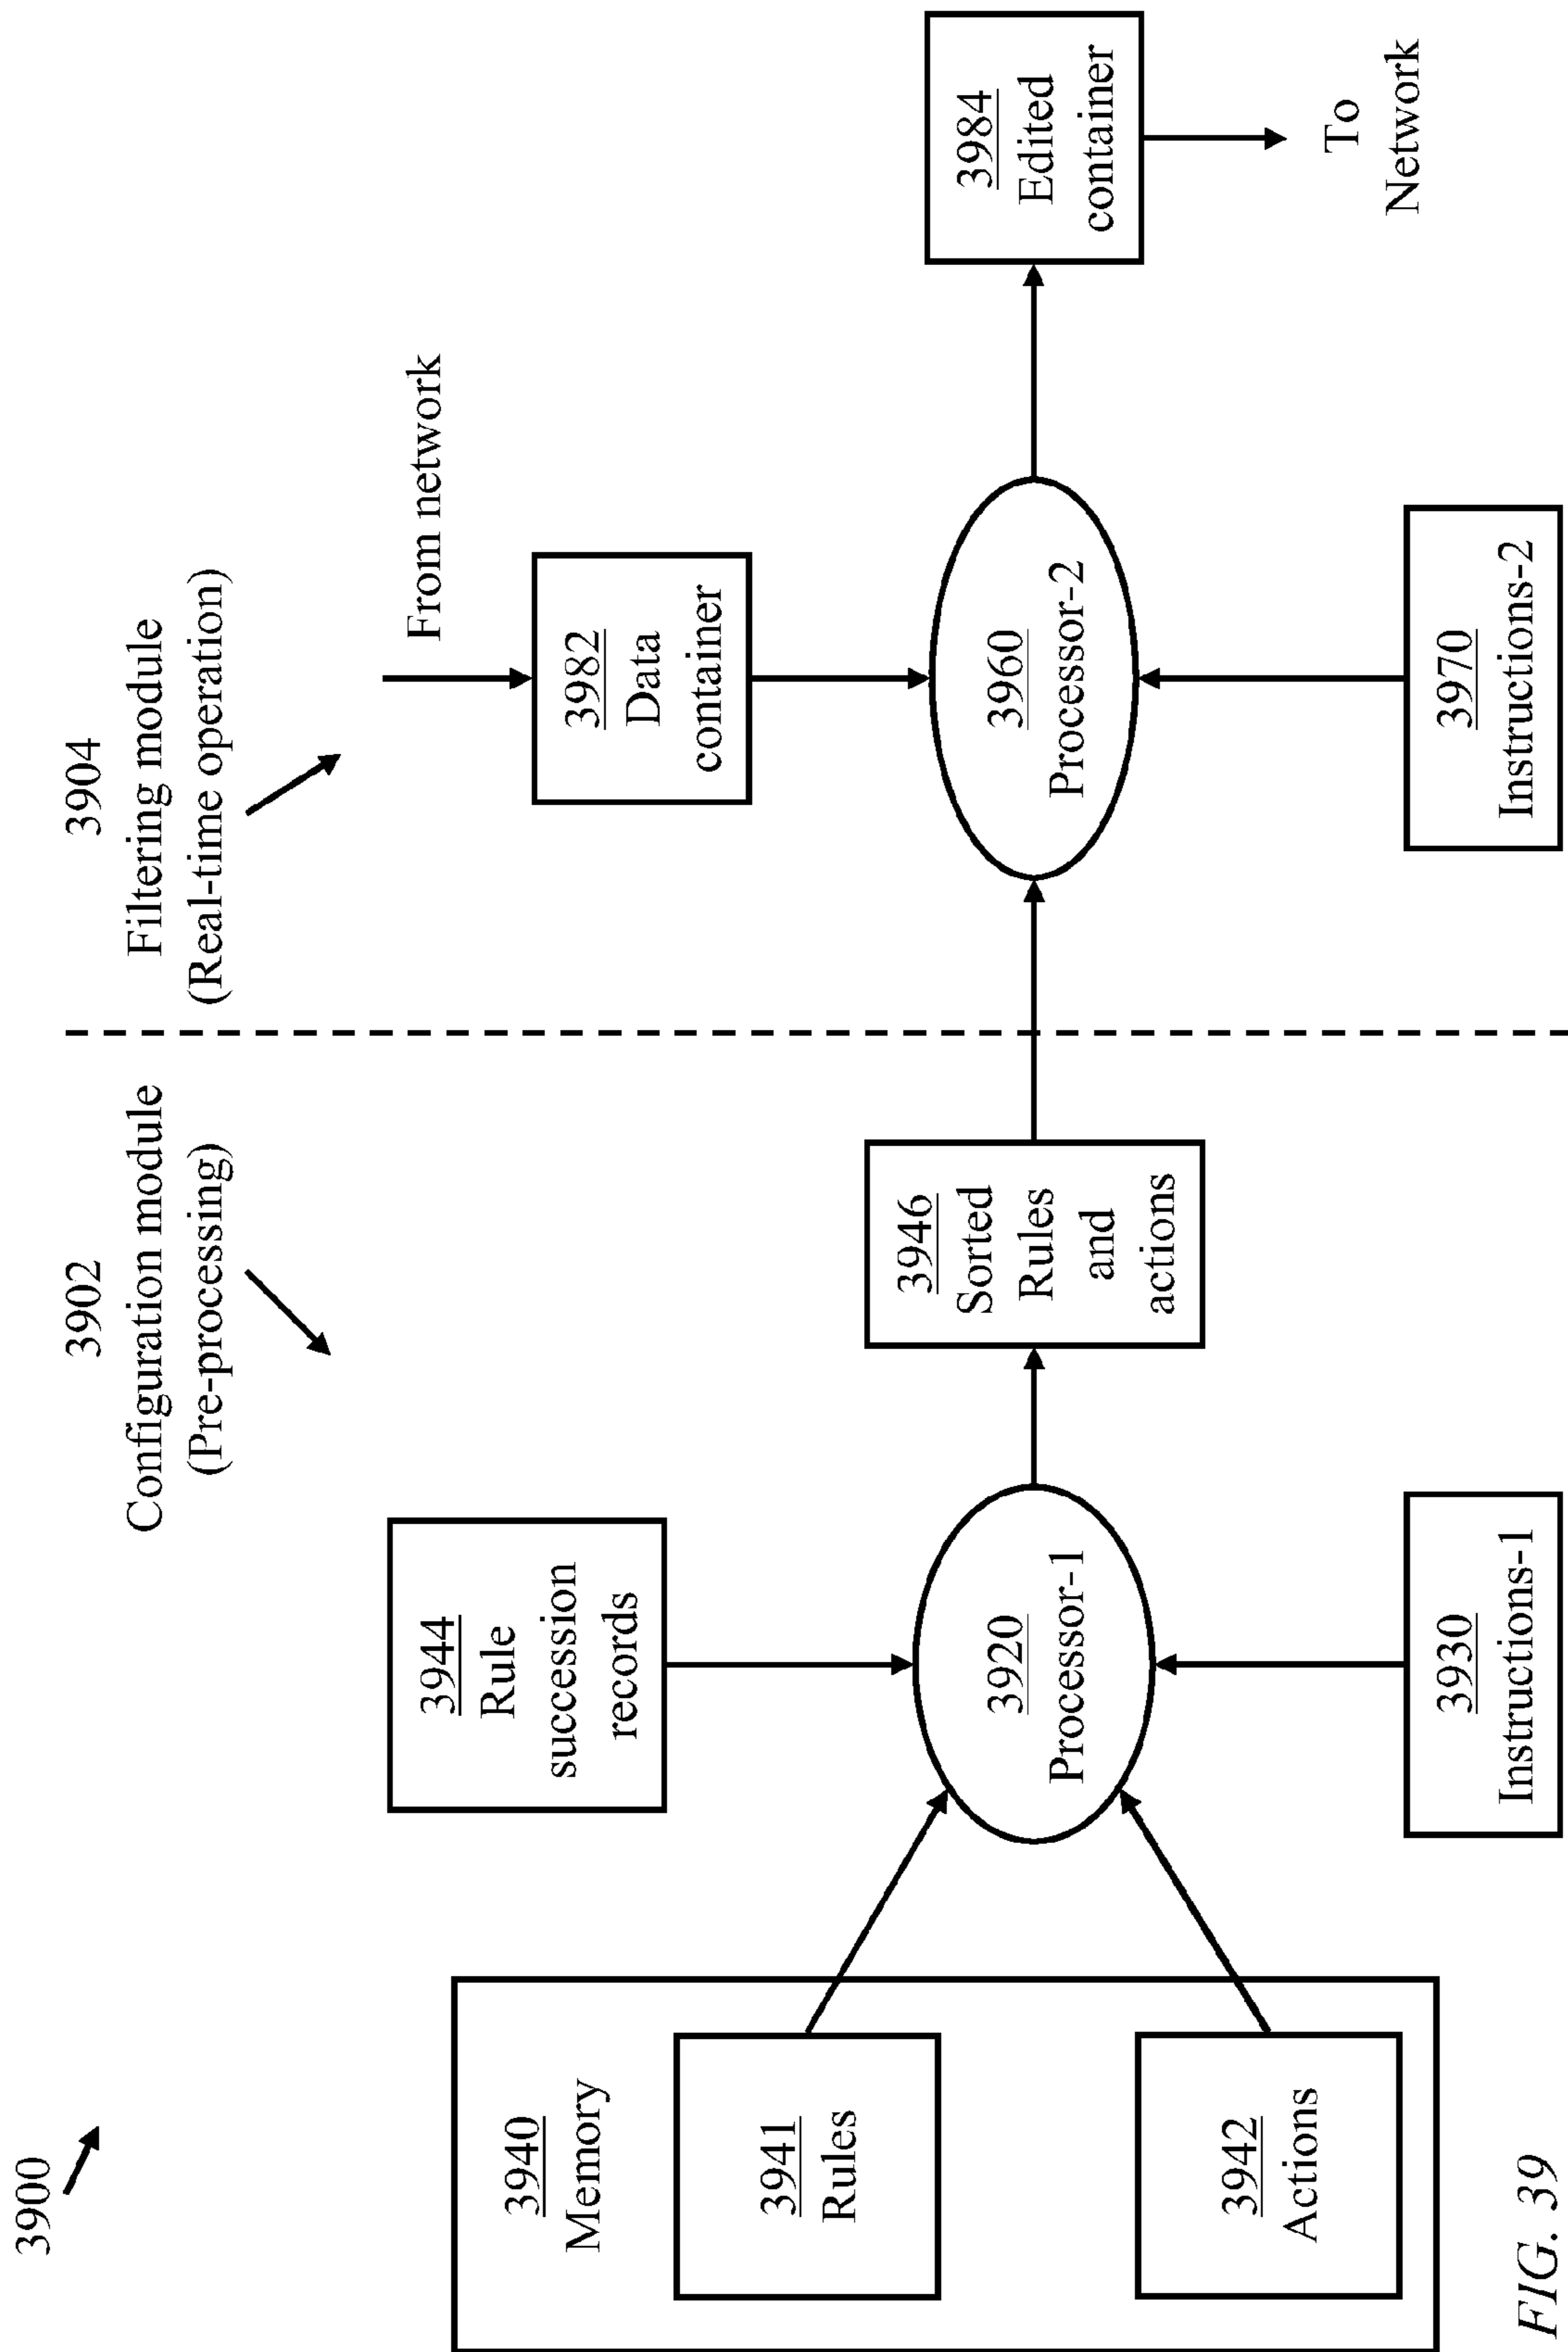 3900
3902
Configuration module
(Pre-processing)
3904
Filtering module
(Real-time operation)
3940
Memory
3941
Rules
3942
Actions
3944
Rule
succession
records
3920
Processor-1
3930
Instructions-1
3946
Sorted
Rules
and
actions
From network
3982
Data
container
3960
Processor-2
3970
Instructions-2
3984
Edited
container
To
Network
FIG. 39